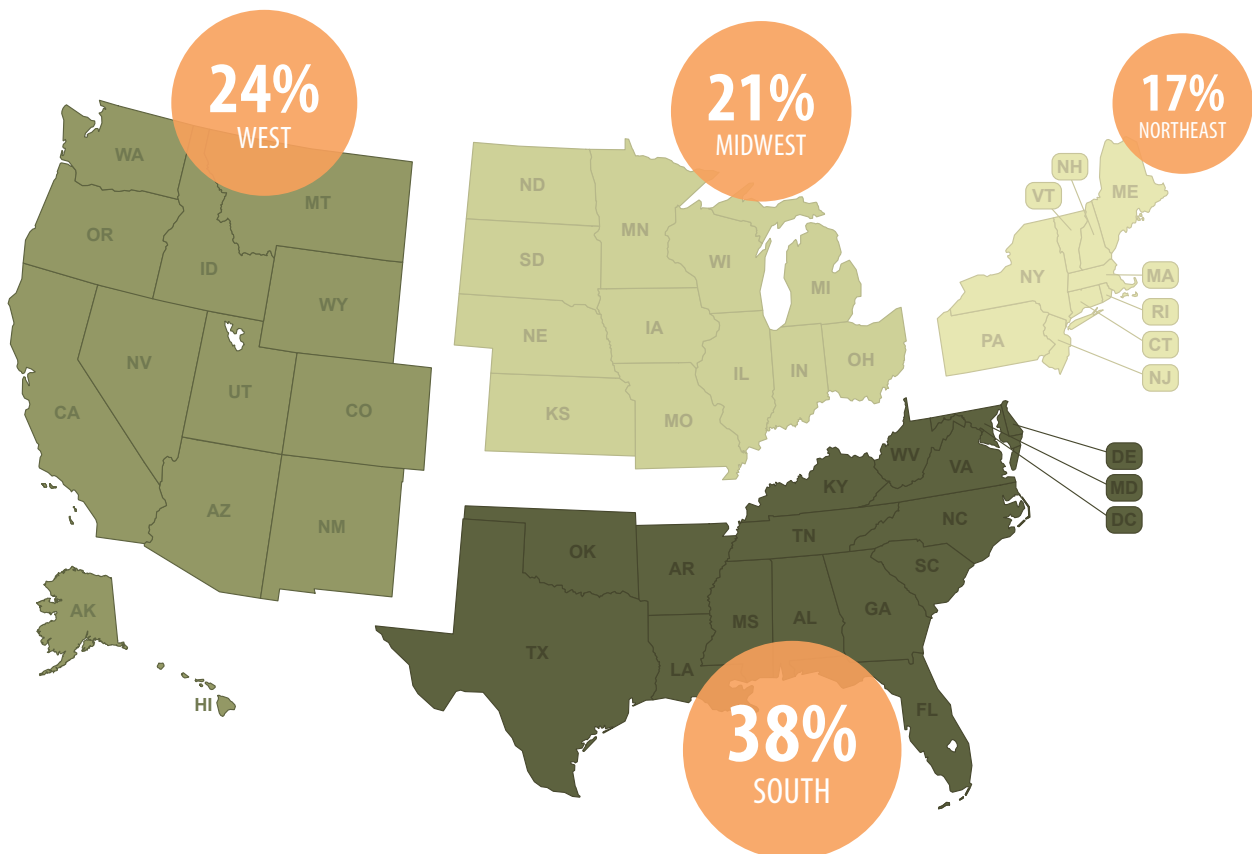 24%
WEST
21%
MIDWEST
17%
NORTHEAST
WA
MT
OR
ID
WY
NV
UT
CO
CA
AZ
NM
AK
HI
ND
MN
SD
WI
MI
NE
IA
IL
IN
OH
KS
MO
NH
VT
ME
NY
MA
RI
PA
CT
NJ
DE
MD
DC
WV
VA
KY
NC
TN
OK
AR
SC
MS
AL
GA
TX
LA
FL
38%
SOUTH